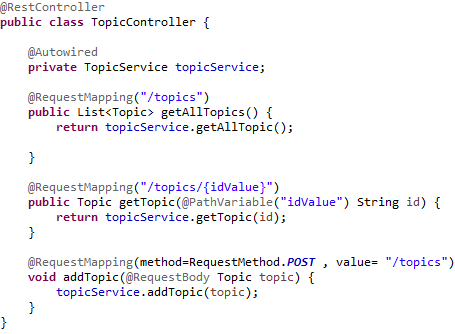 @RestController
public class TopicController {
@Autowired
private TopicService topicService;
@RequestMapping("/topics")
public List<Topic> getAllTopics() {
return topicService.getAllTopic();
}
@RequestMapping("/topics/{idValue}")
public Topic getTopic(@PathVariable("idValue") String id) {
return topicService.getTopic(id);
}
@RequestMapping(method=RequestMethod.POST , value= "/topics")
void addTopic(@RequestBody Topic topic) {
topicService.addTopic(topic);
}
}